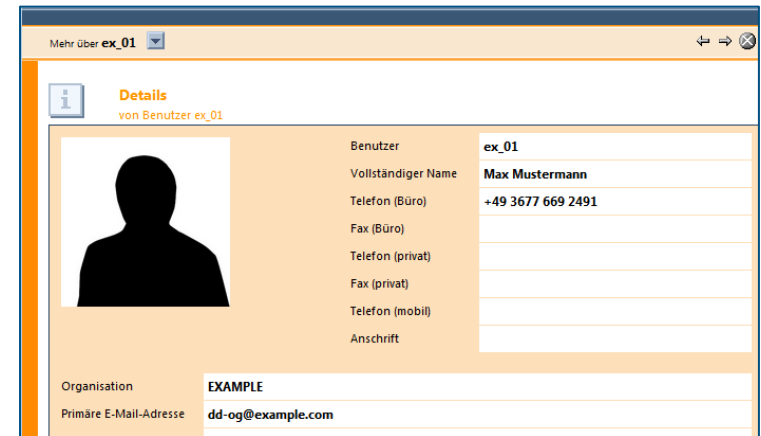 Mehr über ex_01
i
Details
von Benutzer ex_01
Benutzer ex_01
Vollständiger Name Max Mustermann
Telefon (Büro) +49 3677 669 2491
Fax (Büro)
Telefon (privat)
Fax (privat)
Telefon (mobil)
Anschrift
Organisation EXAMPLE
Primäre E-Mail-Adresse dd-og@example.com